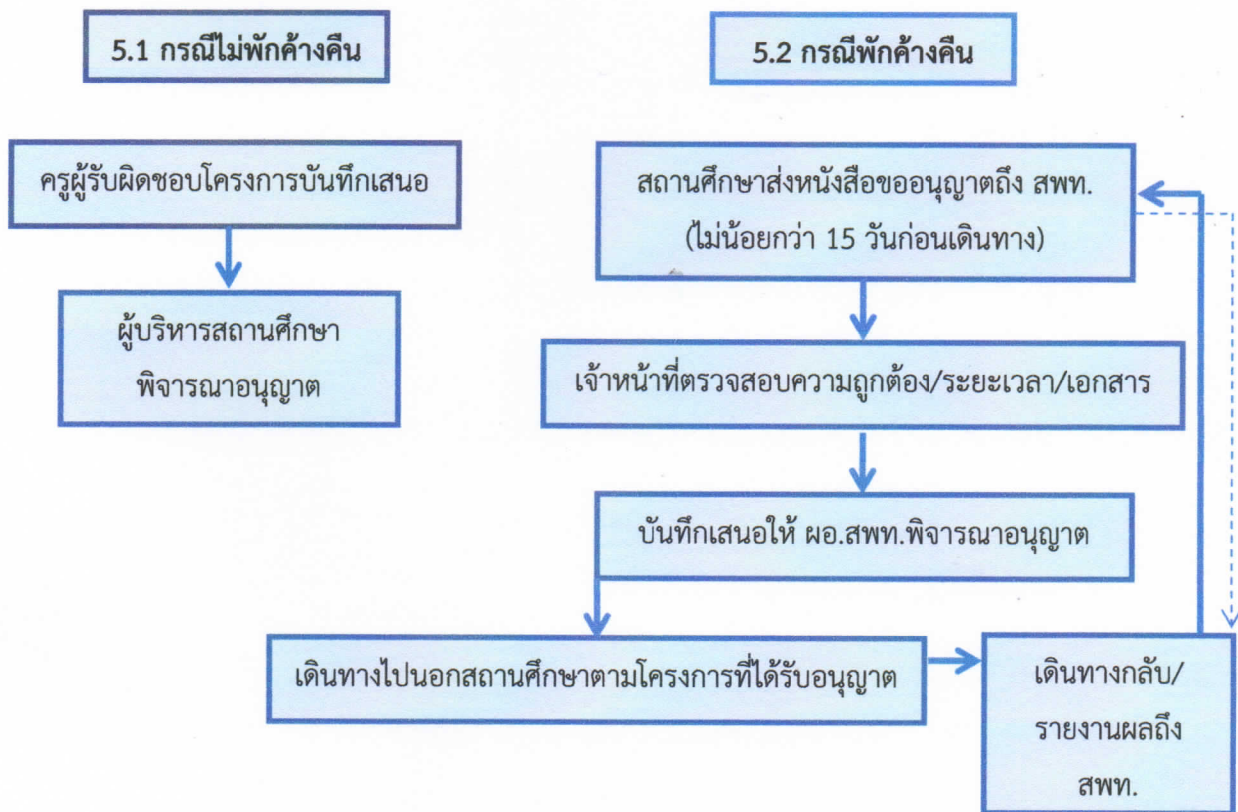 5.1 กรณีไม่พักค้างคืน
ครูผู้รับผิดชอบโครงการบันทึกเสนอ
ผู้บริหารสถานศึกษา
พิจารณาอนุญาต
5.2 กรณีพักค้างคืน
สถานศึกษาส่งหนังสือขออนุญาตถึง สพท.
(ไม่น้อยกว่า 15 วันก่อนเดินทาง)
เจ้าหน้าที่ตรวจสอบความถูกต้อง/ระยะเวลา/เอกสาร
บันทึกเสนอให้ ผอ.สพท.พิจารณาอนุญาต
เดินทางไปนอกสถานศึกษาตามโครงการที่ได้รับอนุญาต
เดินทางกลับ/
รายงานผลถึง
สพท.